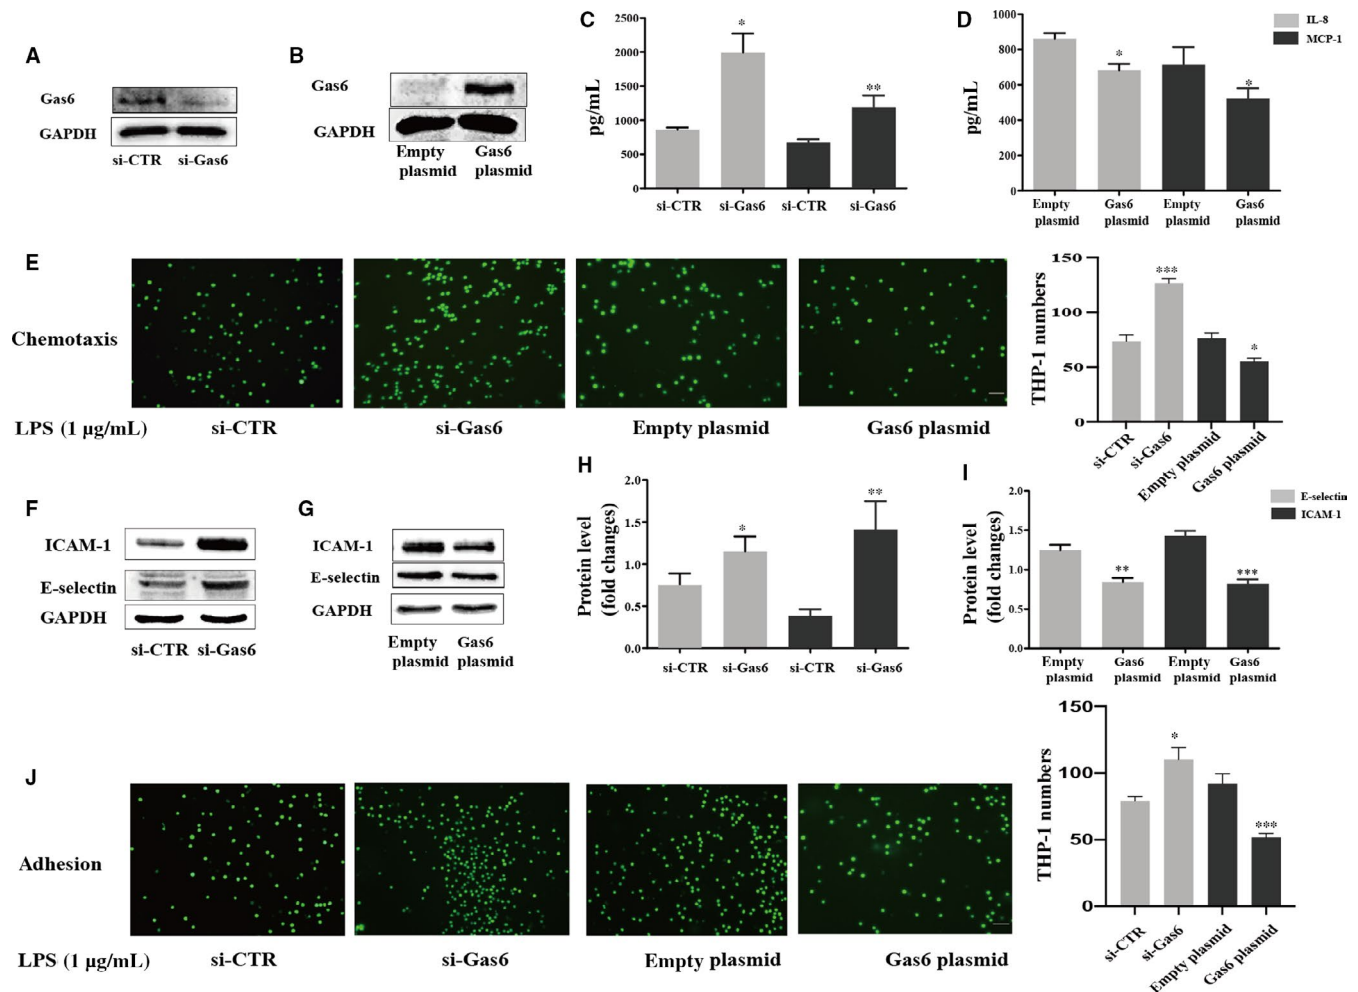 A
Gas6
GAPDH
si-CTR si-Gas6
B
Gas6
GAPDH
Empty plasmid
Gas6 plasmid
C
pg/mL
2500
2000
1500
1000
500
0
*
**
si-CTR si-Gas6 si-CTR si-Gas6
D
pg/mL
1000
800
600
400
200
0
*
*
Empty plasmid
Gas6 plasmid
Empty plasmid
Gas6 plasmid
IL-8
MCP-1
E
Chemotaxis
LPS (1 µg/mL) si-CTR si-Gas6 Empty plasmid Gas6 plasmid
THP-1 numbers
150
100
50
0
***
*
si-CTR
si-Gas6
Empty plasmid
Gas6 plasmid
F
ICAM-1
E-selectin
GAPDH
si-CTR si-Gas6
G
ICAM-1
E-selectin
GAPDH
Empty plasmid
Gas6 plasmid
H
Protein level
(fold changes)
2.0
1.5
1.0
0.5
0.0
*
**
si-CTR si-Gas6 si-CTR si-Gas6
I
Protein level
(fold changes)
2.0
1.5
1.0
0.5
0.0
**
***
Empty plasmid
Gas6 plasmid
Empty plasmid
Gas6 plasmid
E-selectin
ICAM-1
J
Adhesion
LPS (1 µg/mL) si-CTR si-Gas6 Empty plasmid Gas6 plasmid
THP-1 numbers
150
100
50
0
*
***
si-CTR
si-Gas6
Empty plasmid
Gas6 plasmid